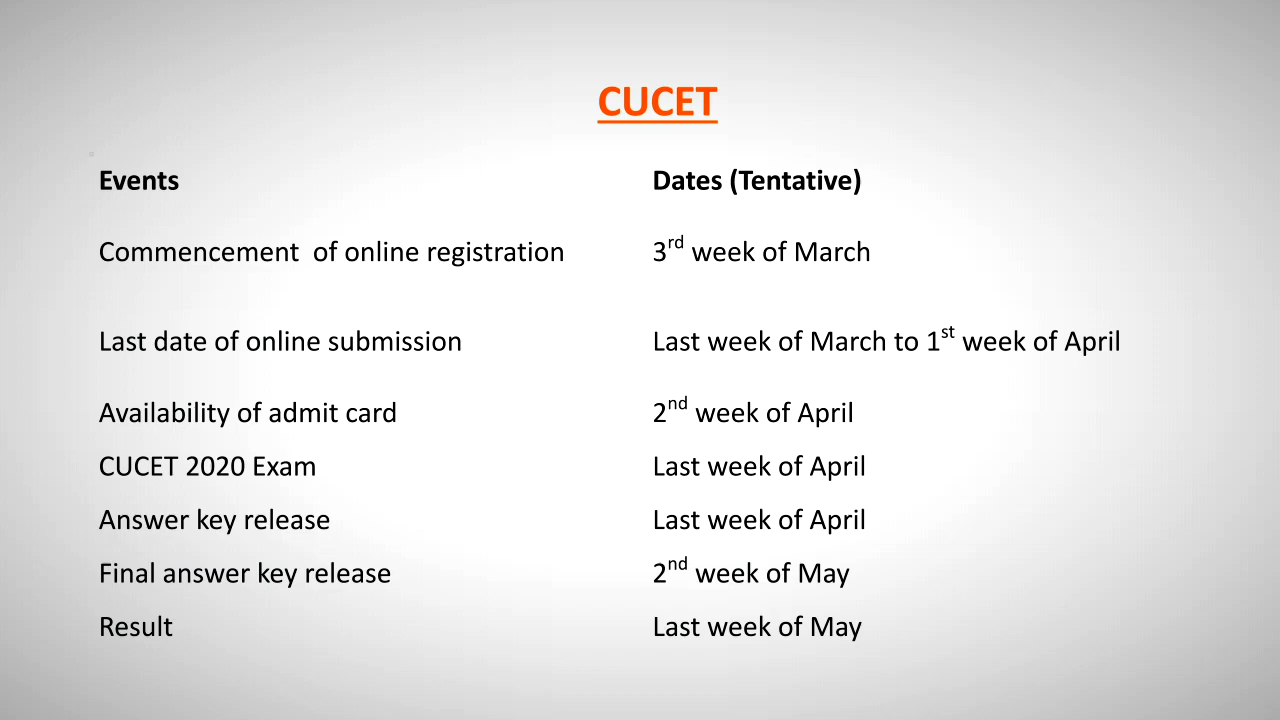 CUCET
Events Dates (Tentative)
Commencement of online registration 3rd week of March
Last date of online submission Last week of March to 1st week of April
Availability of admit card 2nd week of April
CUCET 2020 Exam Last week of April
Answer key release Last week of April
Final answer key release 2nd week of May
Result Last week of May